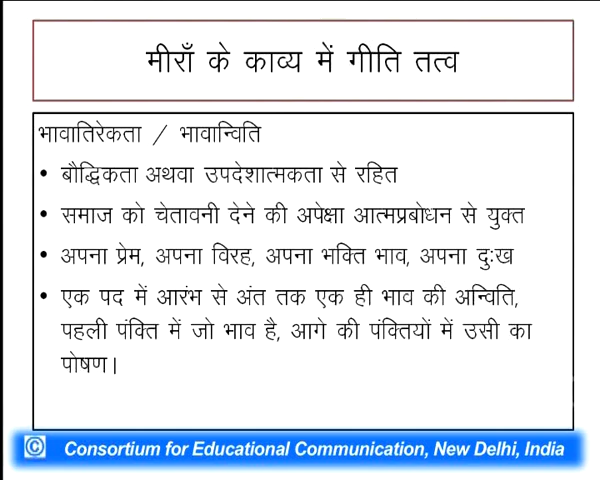 मीराँ के काव्य में गीति तत्व
भावातिरेकता / भावान्विति
• बौद्धिकता अथवा उपदेशात्मकता से रहित
• समाज को चेतावनी देने की अपेक्षा आत्मप्रबोधन से युक्त
• अपना प्रेम, अपना विरह, अपना भक्ति भाव, अपना दुःख
• एक पद में आरंभ से अंत तक एक ही भाव की अन्विति,
पहली पंक्ति में जो भाव है, आगे की पंक्तियों में उसी का
पोषण।
© Consortium for Educational Communication, New Delhi, India